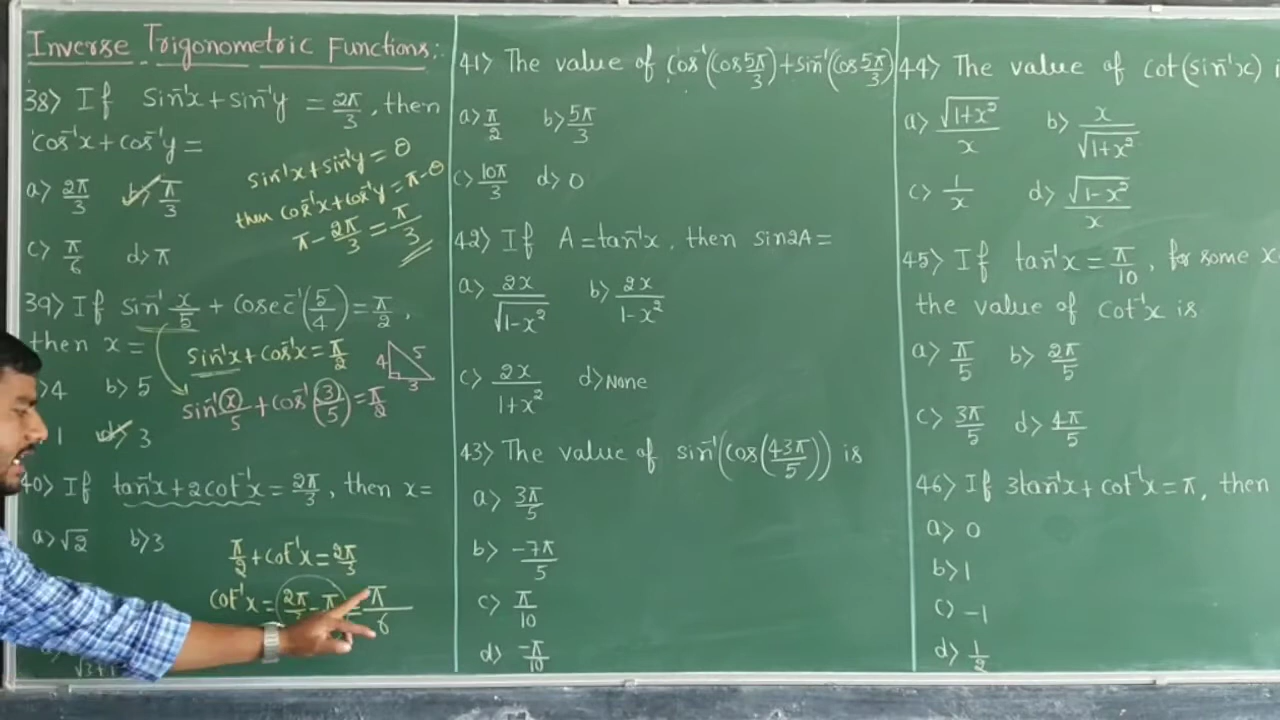 Inverse Trigonometric Functions:
38) If sin⁻¹x + sin⁻¹y = 2π/3, then
cos⁻¹x + cos⁻¹y =
a) 2π/3 b) π/3
c) π/6 d) π
sin⁻¹x + sin⁻¹y = θ
then cos⁻¹x + cos⁻¹y = π - θ
π - 2π/3 = π/3
39) If sin⁻¹ x/5 + cosec⁻¹(5/4) = π/2,
then x =
) 4 b) 5
1 d) 3
sin⁻¹x + cos⁻¹x = π/2
sin⁻¹ x/5 + cos⁻¹(3/5) = π/2
4 5
3
40) If tan⁻¹x + 2cot⁻¹x = 2π/3, then x =
a) √2 b) 3
√3+1
π/2 + cot⁻¹x = 2π/3
cot⁻¹x = 2π/3 - π = π/6
41) The value of cos⁻¹(cos 5π/3) + sin⁻¹(cos 5π/3)
a) π/2 b) 5π/3
c) 10π/3 d) 0
42) If A = tan⁻¹x, then sin2A =
a) 2x/√(1-x²) b) 2x/(1-x²)
c) 2x/(1+x²) d) None
43) The value of sin⁻¹(cos(43π/5)) is
a) 3π/5
b) -7π/5
c) π/10
d) -π/10
44) The value of cot(sin⁻¹x) i
a) √(1+x²)/x b) x/√(1+x²)
c) 1/x d) √(1-x²)/x
45) If tan⁻¹x = π/10, for some x
the value of cot⁻¹x is
a) π/5 b) 2π/5
c) 3π/5 d) 4π/5
46) If 3tan⁻¹x + cot⁻¹x = π, then
a) 0
b) 1
c) -1
d) 1/2